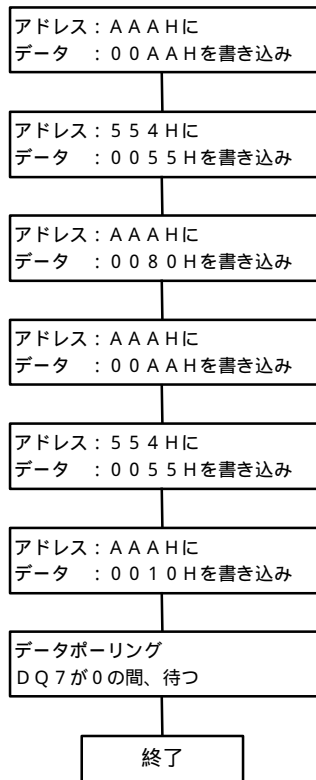 アドレス：ＡＡＡＨに
データ　：００ＡＡＨを書き込み
アドレス：５５４Ｈに
データ　：００５５Ｈを書き込み
アドレス：ＡＡＡＨに
データ　：００８０Ｈを書き込み
アドレス：ＡＡＡＨに
データ　：００ＡＡＨを書き込み
アドレス：５５４Ｈに
データ　：００５５Ｈを書き込み
アドレス：ＡＡＡＨに
データ　：００１０Ｈを書き込み
データポーリング
ＤＱ７が０の間、待つ
終了